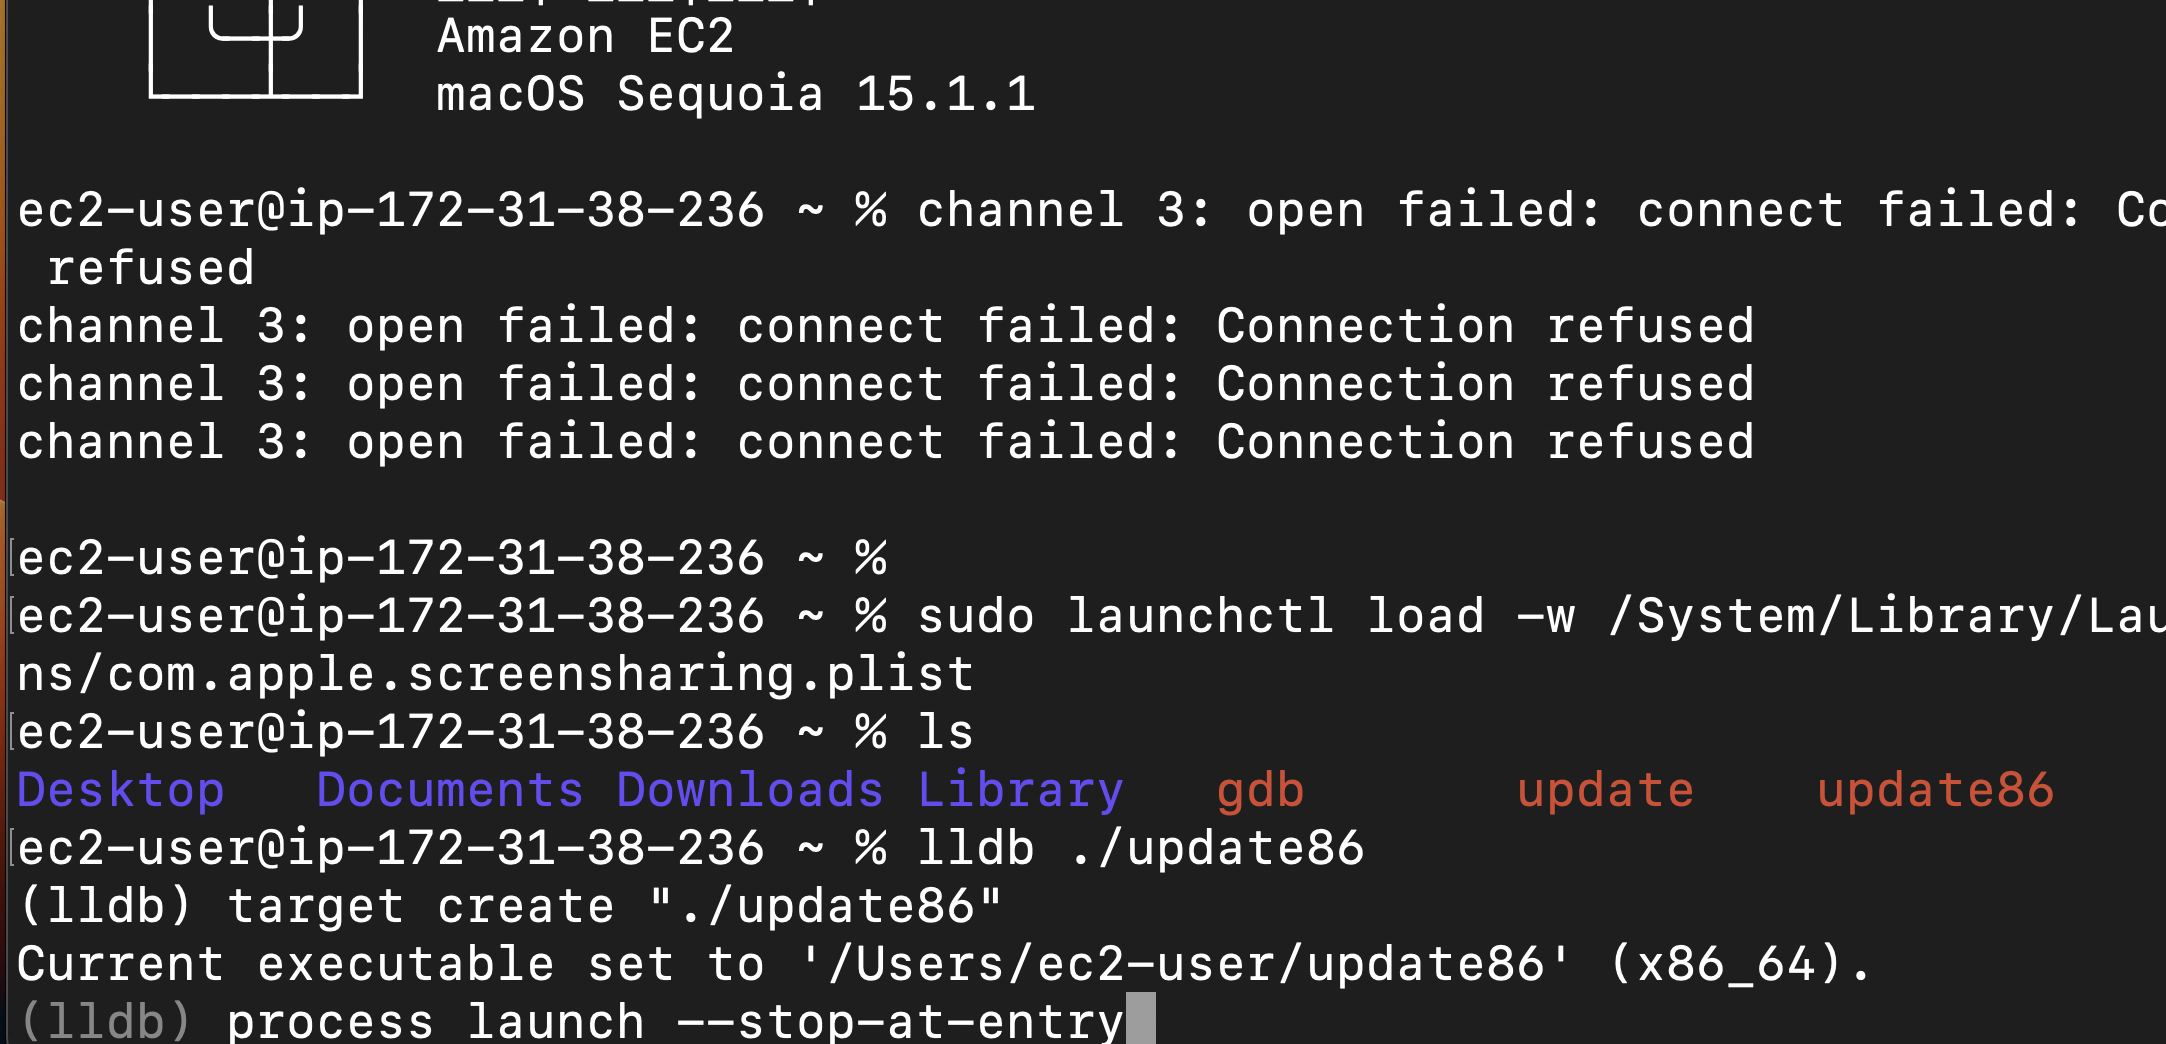 Amazon EC2
macOS Sequoia 15.1.1
ec2-user@ip-172-31-38-236 ~ % channel 3: open failed: connect failed: Co
refused
channel 3: open failed: connect failed: Connection refused
channel 3: open failed: connect failed: Connection refused
channel 3: open failed: connect failed: Connection refused
ec2-user@ip-172-31-38-236 ~ %
ec2-user@ip-172-31-38-236 ~ % sudo launchctl load -w /System/Library/Lau
ns/com.apple.screensharing.plist
ec2-user@ip-172-31-38-236 ~ % ls
Desktop Documents Downloads Library gdb update update86
ec2-user@ip-172-31-38-236 ~ % lldb ./update86
(lldb) target create "./update86"
Current executable set to '/Users/ec2-user/update86' (x86_64).
(lldb) process launch --stop-at-entry